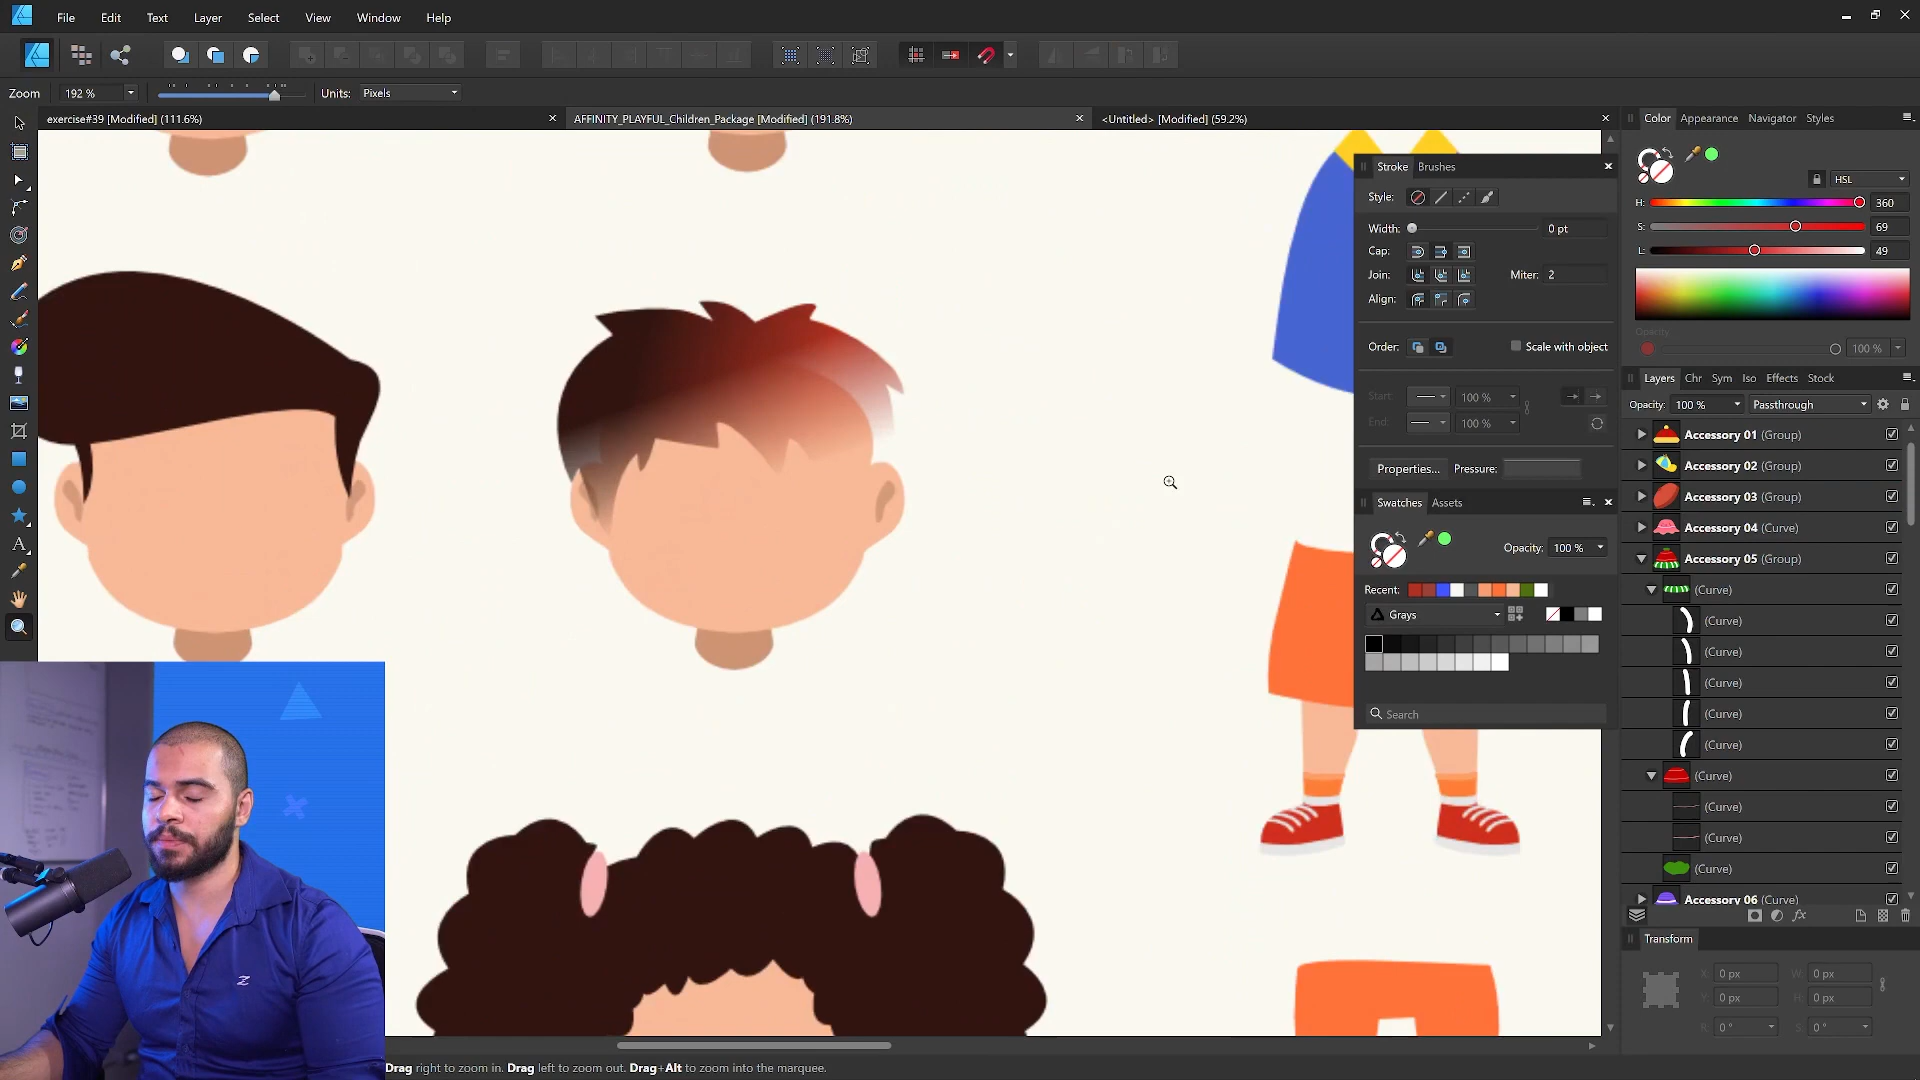 File Edit Text Layer Select View Window Help
Zoom 192 % Units: Pixels
exercise#39 [Modified] (111.6%) AFFINITY_PLAYFUL_Children_Package [Modified] (191.8%) <Untitled> [Modified] (59.2%)
Color Appearance Navigator Styles
HSL
H: 360
S: 69
L: 49
Opacity
100 %
Stroke Brushes
Style:
Width: 0 pt
Cap:
Join: Miter: 2
Align:
Order: Scale with object
Start: 100 %
End: 100 %
Properties... Pressure:
Swatches Assets
Opacity: 100 %
Recent:
Grays
Search
Layers Chr Sym Iso Effects Stock
Opacity: 100 % Passthrough
Accessory 01 (Group)
Accessory 02 (Group)
Accessory 03 (Group)
Accessory 04 (Curve)
Accessory 05 (Group)
(Curve)
(Curve)
(Curve)
(Curve)
(Curve)
(Curve)
(Curve)
(Curve)
(Curve)
(Curve)
Accessory 06 (Curve)
fx
Transform
X: 0 px W: 0 px
Y: 0 px H: 0 px
R: 0 ° S: 0 °
Drag right to zoom in. Drag left to zoom out. Drag+Alt to zoom into the marquee.